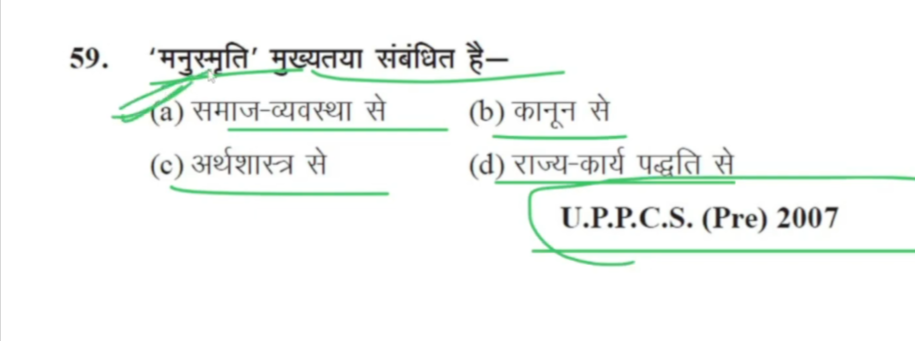 59. ‘मनुस्मृति’ मुख्यतया संबंधित है–
(a) समाज-व्यवस्था से (b) कानून से
(c) अर्थशास्त्र से (d) राज्य-कार्य पद्धति से
U.P.P.C.S. (Pre) 2007